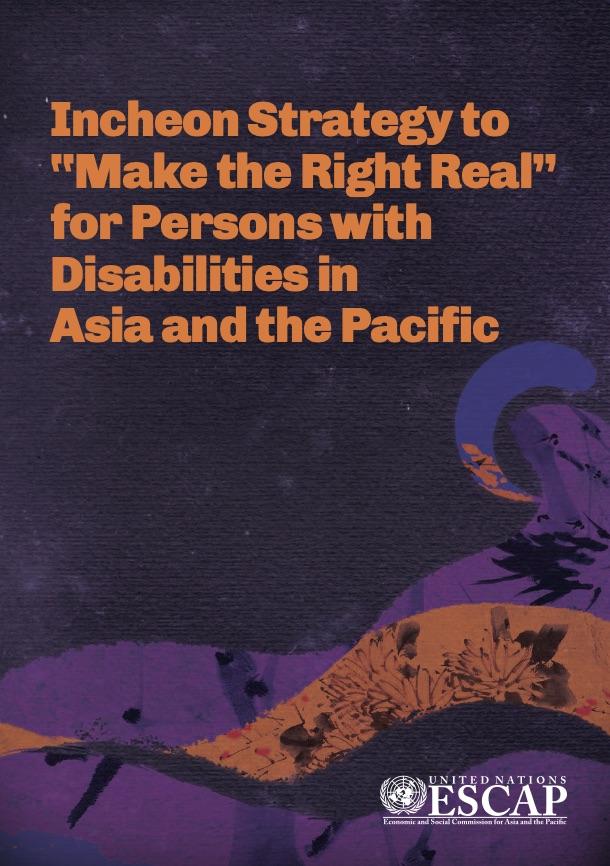 Incheon Strategy to
“Make the Right Real”
for Persons with
Disabilities in
Asia and the Pacific
UNITED NATIONS
ESCAP
Economic and Social Commission for Asia and the Pacific